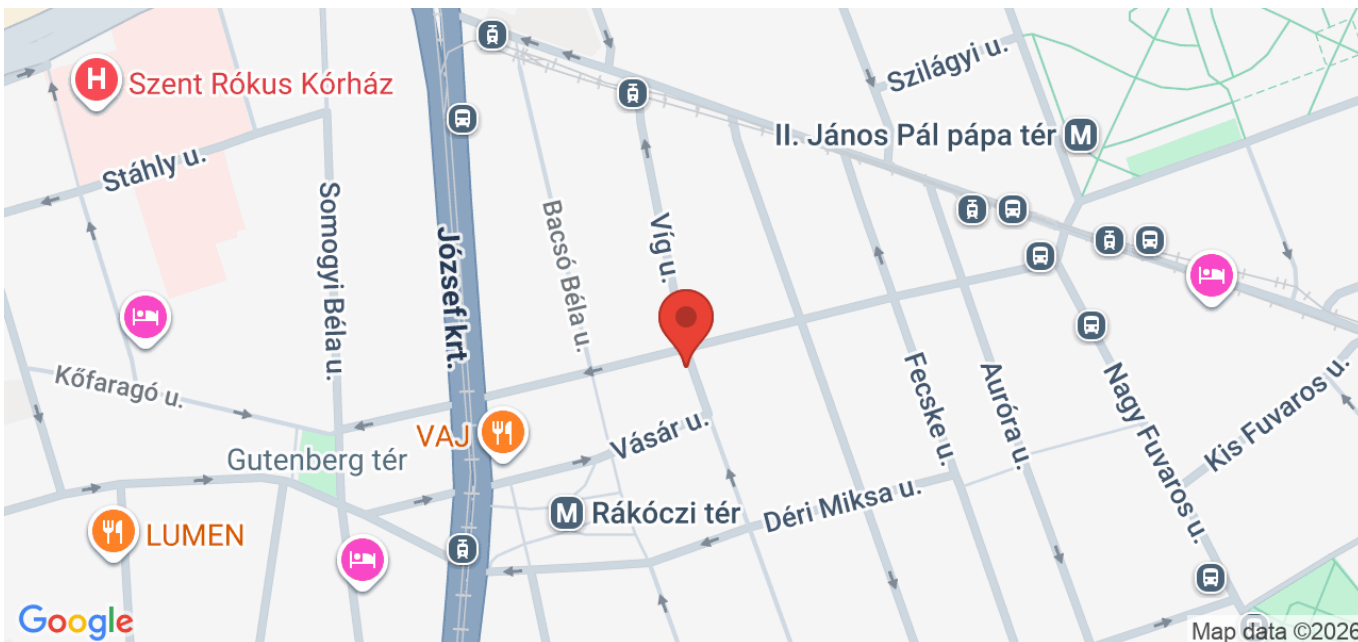 H
Szent Rókus Kórház
Szilágyi u.
II. János Pál pápa tér M
Stáhly u.
Somogyi Béla u.
József krt.
Bacsó Béla u.
Víg u.
Kőfaragó u.
Fecske u.
Auróra u.
Nagy Fuvaros u.
Kis Fuvaros u.
VAJ
Vásár u.
Gutenberg tér
M Rákóczi tér
Déri Miksa u.
LUMEN
Google
Map data ©2026